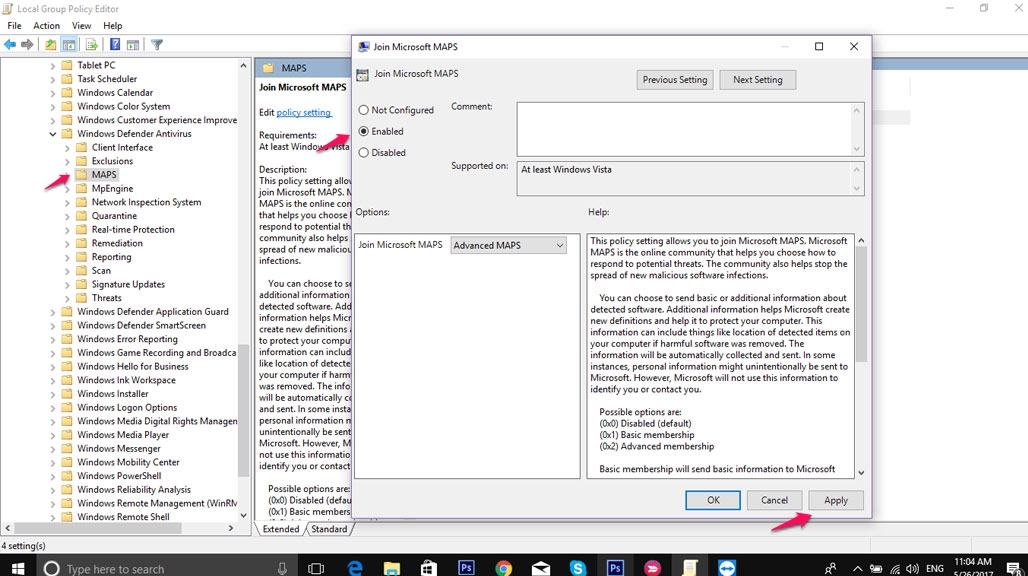 Local Group Policy Editor
File Action View Help
Tablet PC
Task Scheduler
Windows Calendar
Windows Color System
Windows Customer Experience Improve
Windows Defender Antivirus
Client Interface
Exclusions
MAPS
MpEngine
Network Inspection System
Quarantine
Real-time Protection
Remediation
Reporting
Scan
Signature Updates
Threats
Windows Defender Application Guard
Windows Defender SmartScreen
Windows Error Reporting
Windows Game Recording and Broadca
Windows Hello for Business
Windows Ink Workspace
Windows Installer
Windows Logon Options
Windows Media Digital Rights Managen
Windows Media Player
Windows Messenger
Windows Mobility Center
Windows PowerShell
Windows Reliability Analysis
Windows Remote Management (WinRM
Windows Remote Shell
MAPS
Join Microsoft MAPS
Edit policy setting
Requirements:
At least Windows Vista
Description:
This policy setting allow
join Microsoft MAPS. M
MAPS is the online com
that helps you choose h
respond to potential th
community also helps
spread of new malicious
infections.
You can choose to se
additional information
detected software. Addi
information helps Micro
create new definitions a
to protect your compute
information can include
like location of detected
your computer if harmf
was removed. The info
will be automatically co
and sent. In some insta
personal information m
unintentionally be sent
Microsoft. However, M
not use this information
identify you or contact
Possible options are:
(0x0) Disabled (defau
(0x1) Basic members
Extended Standard
4 setting(s)
Join Microsoft MAPS
Join Microsoft MAPS
Previous Setting Next Setting
Not Configured
Enabled
Disabled
Comment:
Supported on:
At least Windows Vista
Options:
Help:
Join Microsoft MAPS Advanced MAPS
This policy setting allows you to join Microsoft MAPS. Microsoft
MAPS is the online community that helps you choose how to
respond to potential threats. The community also helps stop the
spread of new malicious software infections.
You can choose to send basic or additional information about
detected software. Additional information helps Microsoft create
new definitions and help it to protect your computer. This
information can include things like location of detected items on
your computer if harmful software was removed. The
information will be automatically collected and sent. In some
instances, personal information might unintentionally be sent to
Microsoft. However, Microsoft will not use this information to
identify you or contact you.
Possible options are:
(0x0) Disabled (default)
(0x1) Basic membership
(0x2) Advanced membership
Basic membership will send basic information to Microsoft
OK Cancel Apply
Type here to search
Ps
Ps
ENG
11:04 AM
5/26/2017